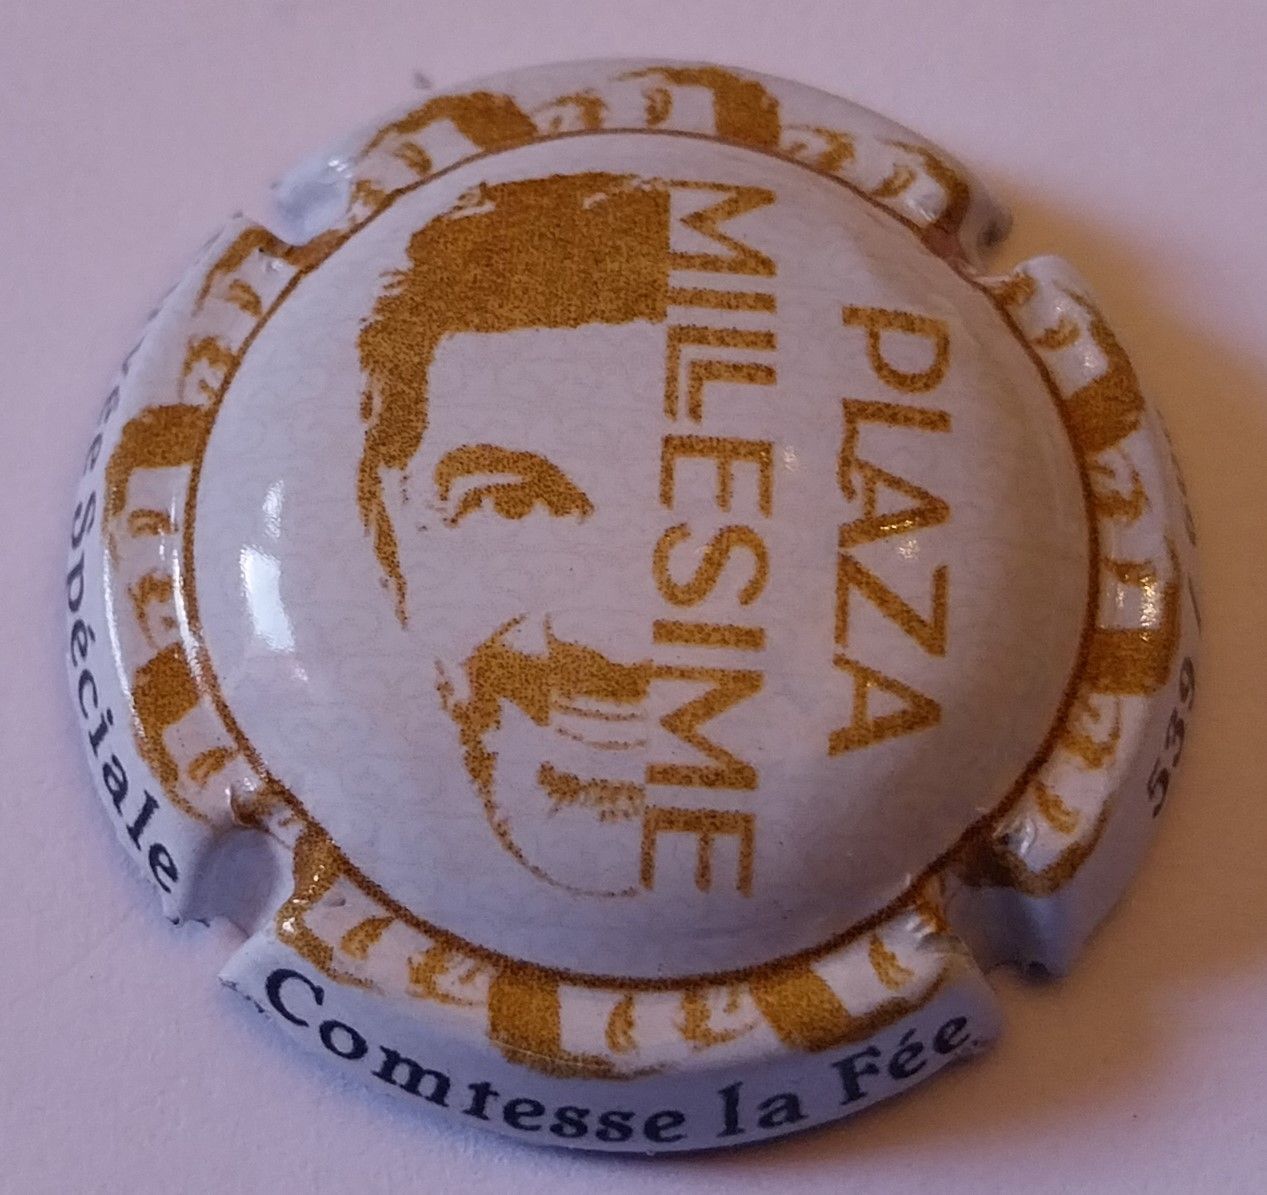 PLAZA
MILLESIME
Comtesse la Fée
Spéciale
539 /